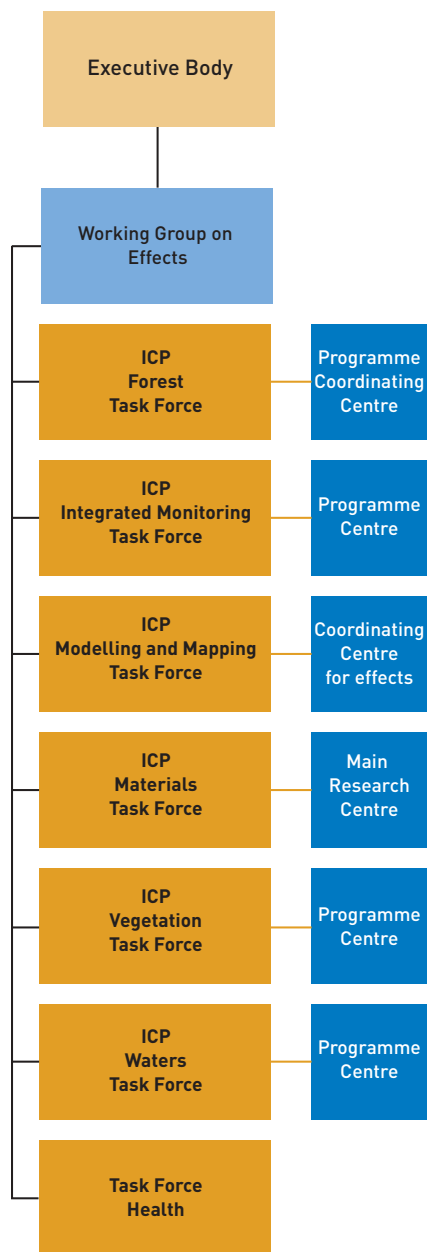 Executive Body
Working Group on
Effects
ICP
Forest
Task Force
Programme
Coordinating
Centre
ICP
Integrated Monitoring
Task Force
Programme
Centre
ICP
Modelling and Mapping
Task Force
Coordinating
Centre
for effects
ICP
Materials
Task Force
Main
Research
Centre
ICP
Vegetation
Task Force
Programme
Centre
ICP
Waters
Task Force
Programme
Centre
Task Force
Health